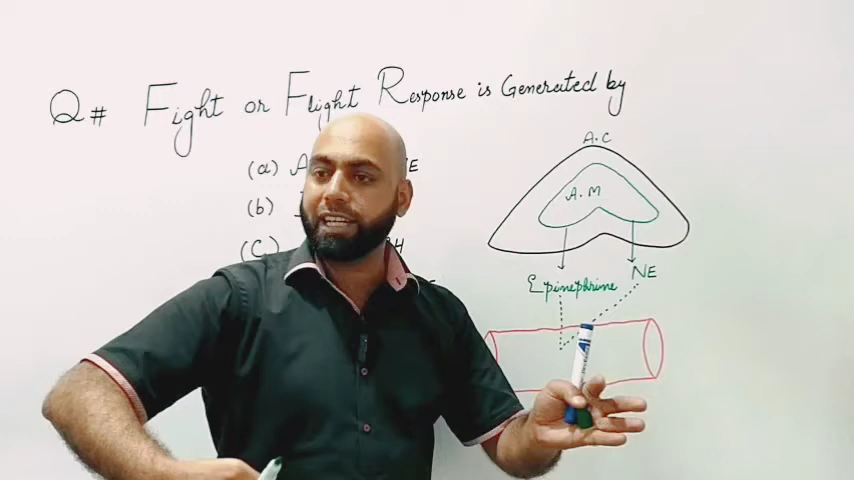 Q# Fight or Flight Response is Generated by
(a)
(b)
(c)
A.C
A.M
Epinephrine
NE